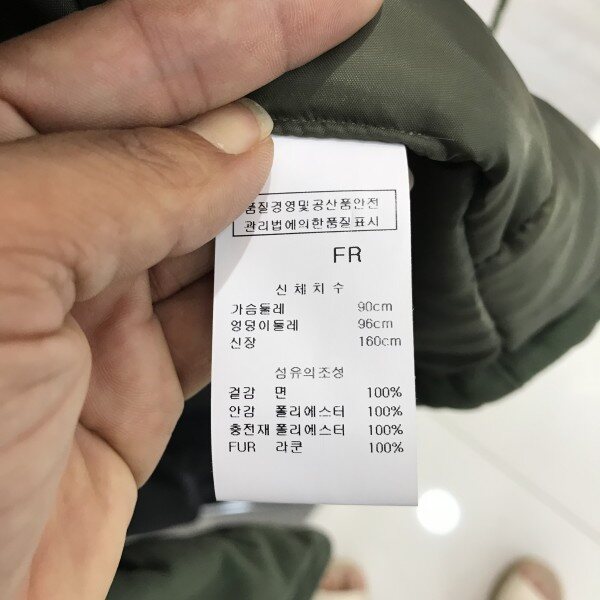 품질경영및공산품안전
관리법에의한품질표시
FR
신체치수
가슴둘레 90cm
엉덩이둘레 96cm
신장 160cm
섬유의조성
겉감 면 100%
안감 폴리에스터 100%
충전재 폴리에스터 100%
FUR 라쿤 100%